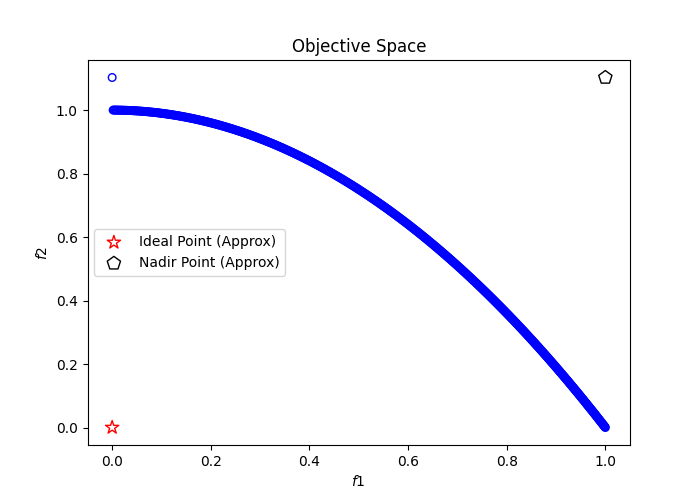 Objective Space
1.0
0.8
0.6
0.4
0.2
0.0
f2
Ideal Point (Approx)
Nadir Point (Approx)
0.0 0.2 0.4 0.6 0.8 1.0
f1